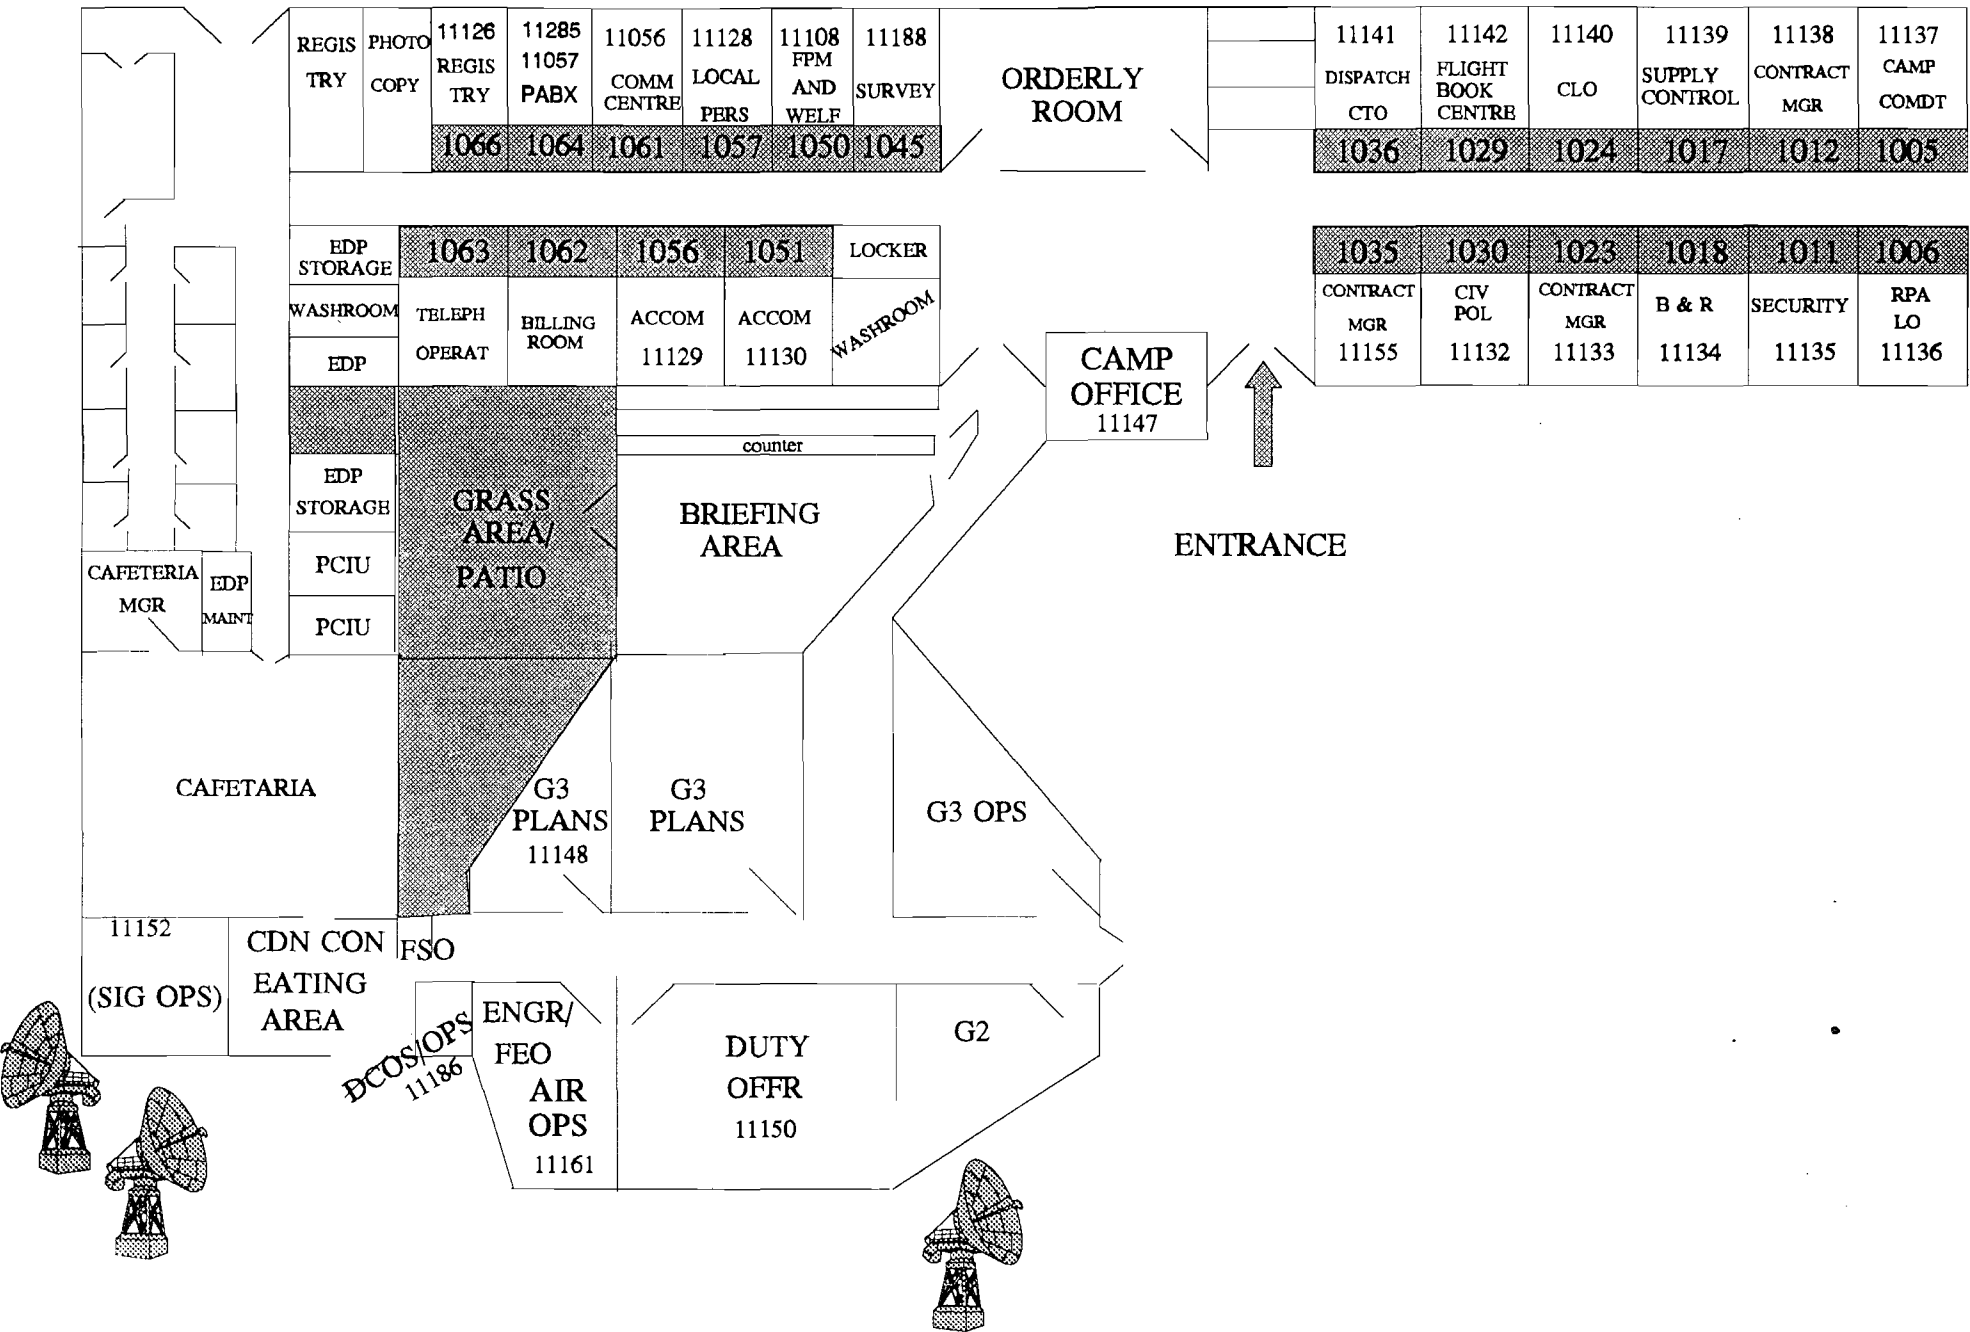 REGIS
TRY
PHOTO
COPY
11126
REGIS
TRY
1066
11285
11057
PABX
1064
11056
COMM
CENTRE
1061
11128
LOCAL
PERS
1057
11108
FPM
AND
WELF
1050
11188
SURVEY
1045
ORDERLY
ROOM
11141
DISPATCH
CTO
1036
11142
FLIGHT
BOOK
CENTRE
1029
11140
CLO
1024
11139
SUPPLY
CONTROL
1017
11138
CONTRACT
MGR
1012
11137
CAMP
COMDT
1005
EDP
STORAGE
WASHROOM
EDP
1063
TELEPH
OPERAT
1062
BILLING
ROOM
1056
ACCOM
11129
1051
ACCOM
11130
LOCKER
WASHROOM
CAMP
OFFICE
11147
1035
CONTRACT
MGR
11155
1030
CIV
POL
11132
1023
CONTRACT
MGR
11133
1018
B & R
11134
1011
SECURITY
11135
1006
RPA
LO
11136
counter
EDP
STORAGE
PCIU
PCIU
GRASS
AREA/
PATIO
BRIEFING
AREA
ENTRANCE
CAFETERIA
MGR
EDP
MAINT
CAFETARIA
G3
PLANS
11148
G3
PLANS
G3 OPS
11152
(SIG OPS)
CDN CON
EATING
AREA
FSO
DCOS/OPS
11186
ENGR/
FEO
AIR
OPS
11161
DUTY
OFFR
11150
G2